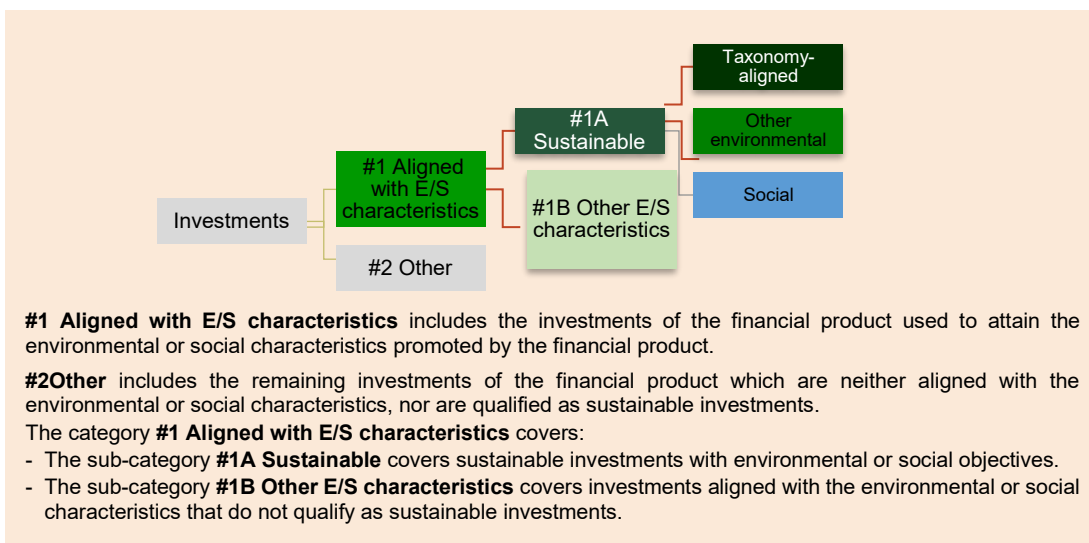 Taxonomy-
aligned
#1A
Sustainable
Other
environmental
#1 Aligned
with E/S
characteristics
Social
#1B Other E/S
characteristics
Investments
#2 Other
#1 Aligned with E/S characteristics includes the investments of the financial product used to attain the
environmental or social characteristics promoted by the financial product.
#2Other includes the remaining investments of the financial product which are neither aligned with the
environmental or social characteristics, nor are qualified as sustainable investments.
The category #1 Aligned with E/S characteristics covers:
- The sub-category #1A Sustainable covers sustainable investments with environmental or social objectives.
- The sub-category #1B Other E/S characteristics covers investments aligned with the environmental or social
characteristics that do not qualify as sustainable investments.